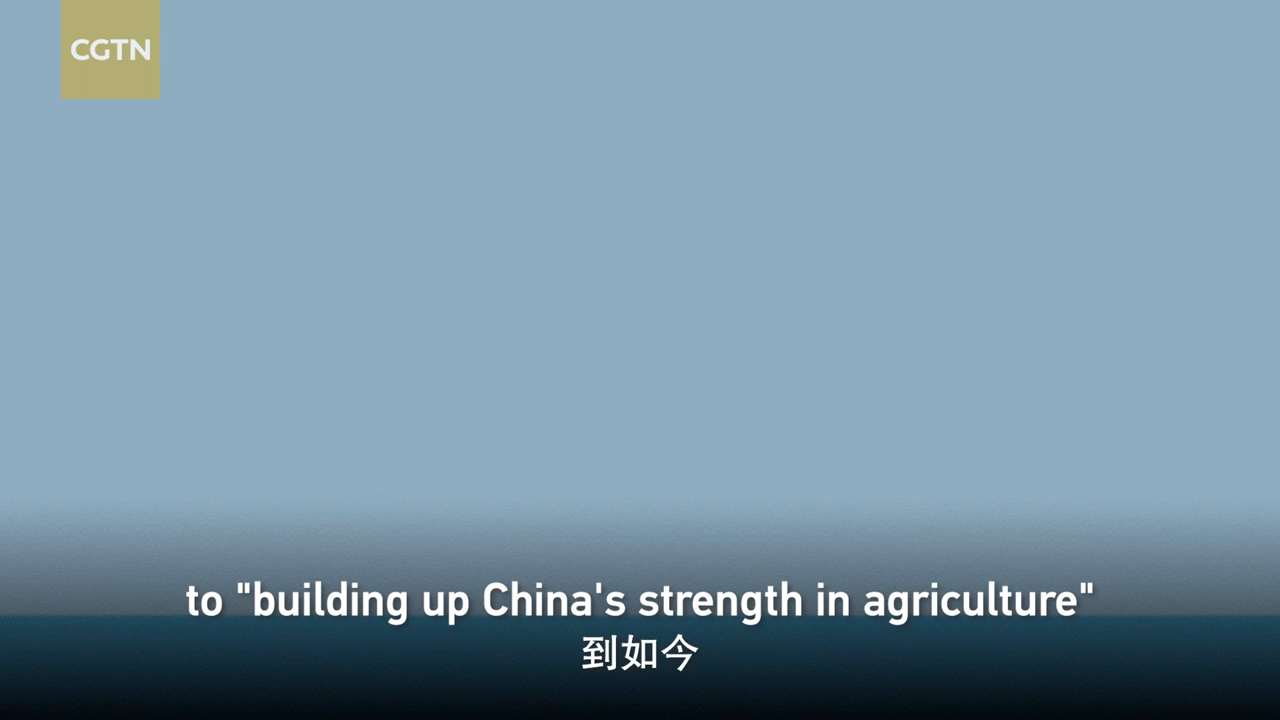 CGTN
to "building up China's strength in agriculture"
到如今